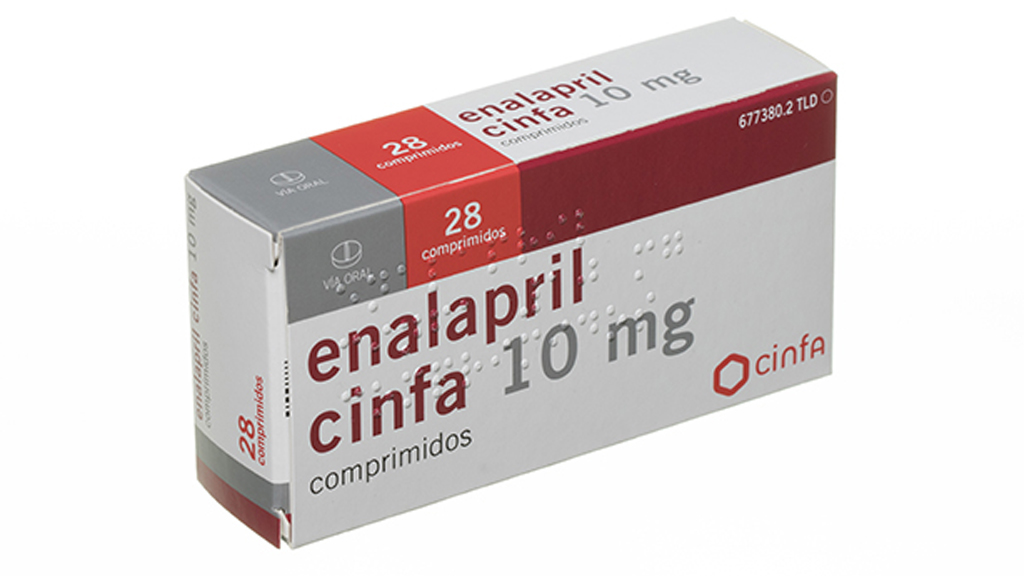 enalapril
cinfa 10 mg
comprimidos
28
comprimidos
VÍA ORAL
677380.2 TLD
28
comprimidos
VÍA ORAL
enalapril
cinfa 10 mg
comprimidos
cinfa
enalapril cinfa 10 mg
comprimidos
28
comprimidos